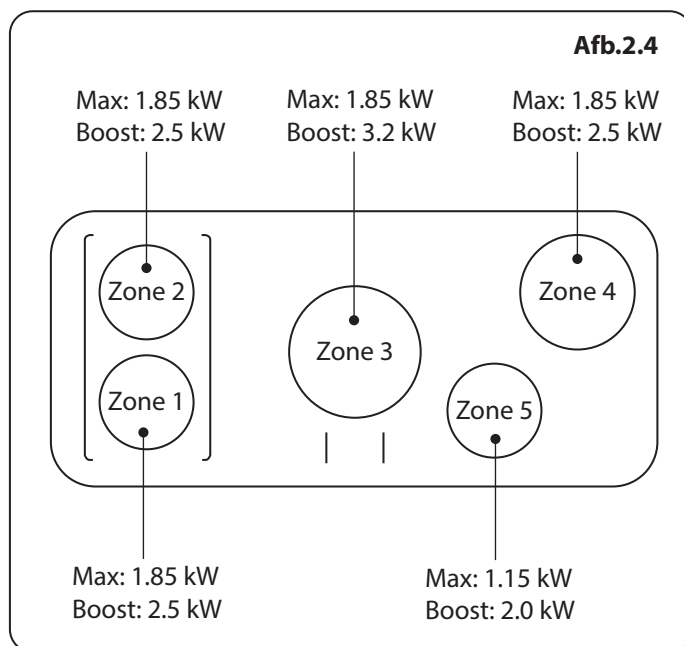 Afb.2.4
Max: 1.85 kW
Boost: 2.5 kW
Max: 1.85 kW
Boost: 3.2 kW
Max: 1.85 kW
Boost: 2.5 kW
Zone 2
Zone 4
Zone 3
Zone 1
Zone 5
Max: 1.85 kW
Boost: 2.5 kW
Max: 1.15 kW
Boost: 2.0 kW